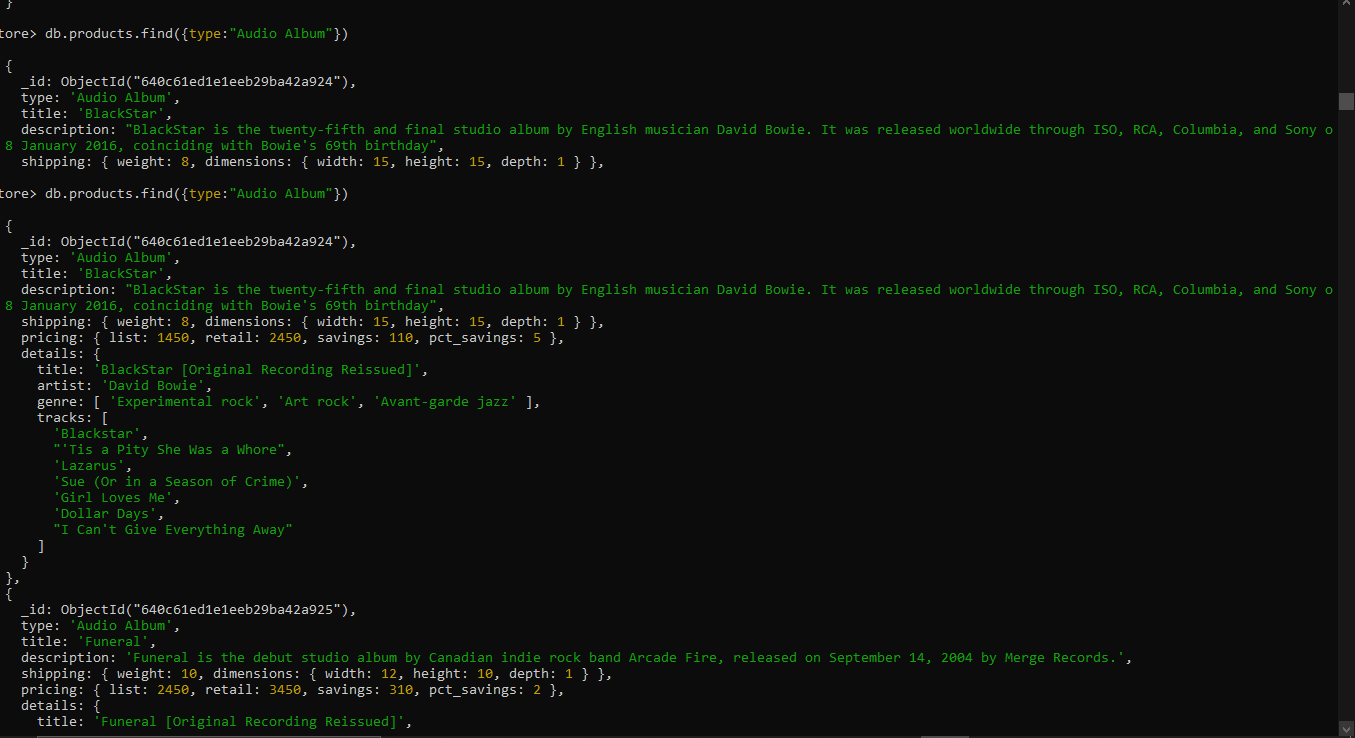 }
tore> db.products.find({type:"Audio Album"})
{
_id: ObjectId("640c61ed1e1eeb29ba42a924"),
type: 'Audio Album',
title: 'BlackStar',
description: "BlackStar is the twenty-fifth and final studio album by English musician David Bowie. It was released worldwide through ISO, RCA, Columbia, and Sony o
8 January 2016, coinciding with Bowie's 69th birthday",
shipping: { weight: 8, dimensions: { width: 15, height: 15, depth: 1 } },
tore> db.products.find({type:"Audio Album"})
{
_id: ObjectId("640c61ed1e1eeb29ba42a924"),
type: 'Audio Album',
title: 'BlackStar',
description: "BlackStar is the twenty-fifth and final studio album by English musician David Bowie. It was released worldwide through ISO, RCA, Columbia, and Sony o
8 January 2016, coinciding with Bowie's 69th birthday",
shipping: { weight: 8, dimensions: { width: 15, height: 15, depth: 1 } },
pricing: { list: 1450, retail: 2450, savings: 110, pct_savings: 5 },
details: {
title: 'BlackStar [Original Recording Reissued]',
artist: 'David Bowie',
genre: [ 'Experimental rock', 'Art rock', 'Avant-garde jazz' ],
tracks: [
'Blackstar',
"'Tis a Pity She Was a Whore",
'Lazarus',
'Sue (Or in a Season of Crime)',
'Girl Loves Me',
'Dollar Days',
"I Can't Give Everything Away"
]
}
},
{
_id: ObjectId("640c61ed1e1eeb29ba42a925"),
type: 'Audio Album',
title: 'Funeral',
description: 'Funeral is the debut studio album by Canadian indie rock band Arcade Fire, released on September 14, 2004 by Merge Records.',
shipping: { weight: 10, dimensions: { width: 12, height: 10, depth: 1 } },
pricing: { list: 2450, retail: 3450, savings: 310, pct_savings: 2 },
details: {
title: 'Funeral [Original Recording Reissued]',